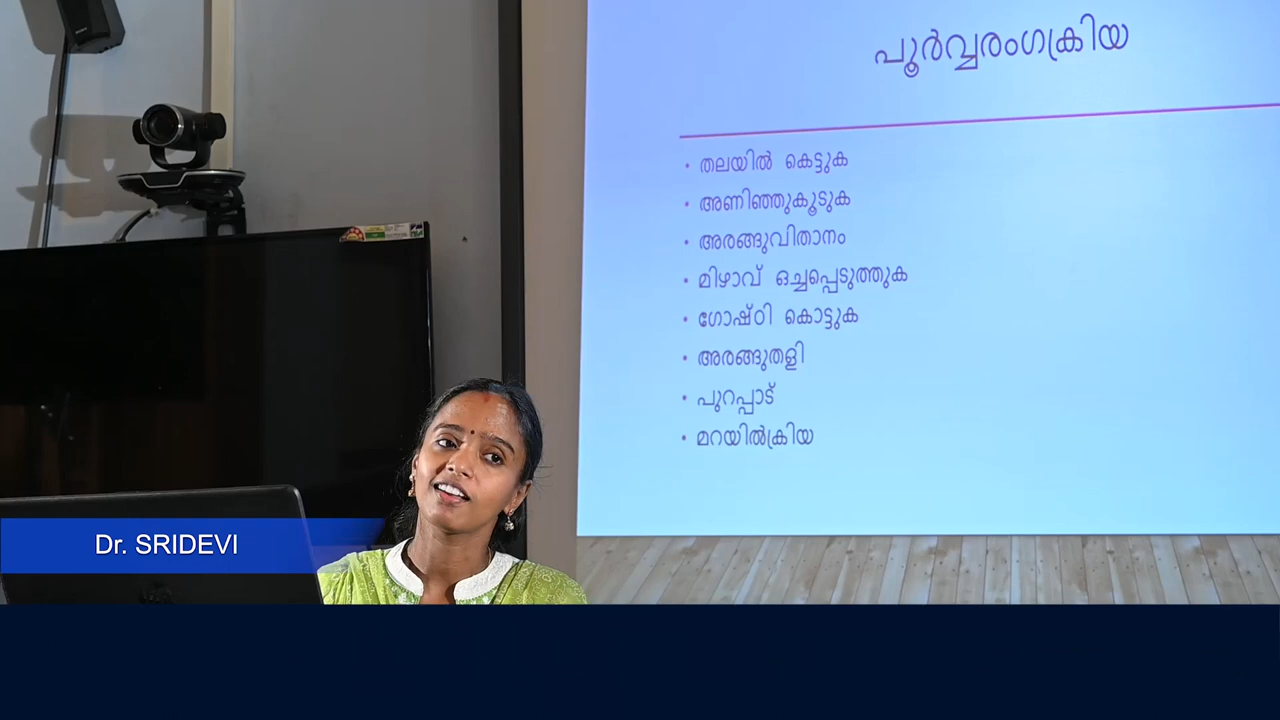 പൂർവ്വരംഗക്രിയ
• തലയിൽ കെട്ടുക
• അണിഞ്ഞുകൂടുക
• അരങ്ങുവിതാനം
• മിഴാവ് ഒച്ചപ്പെടുത്തുക
• ഗോഷ്ഠി കൊട്ടുക
• അരങ്ങുതളി
• പുറപ്പാട്
• മറയിൽക്രിയ
Dr. SRIDEVI